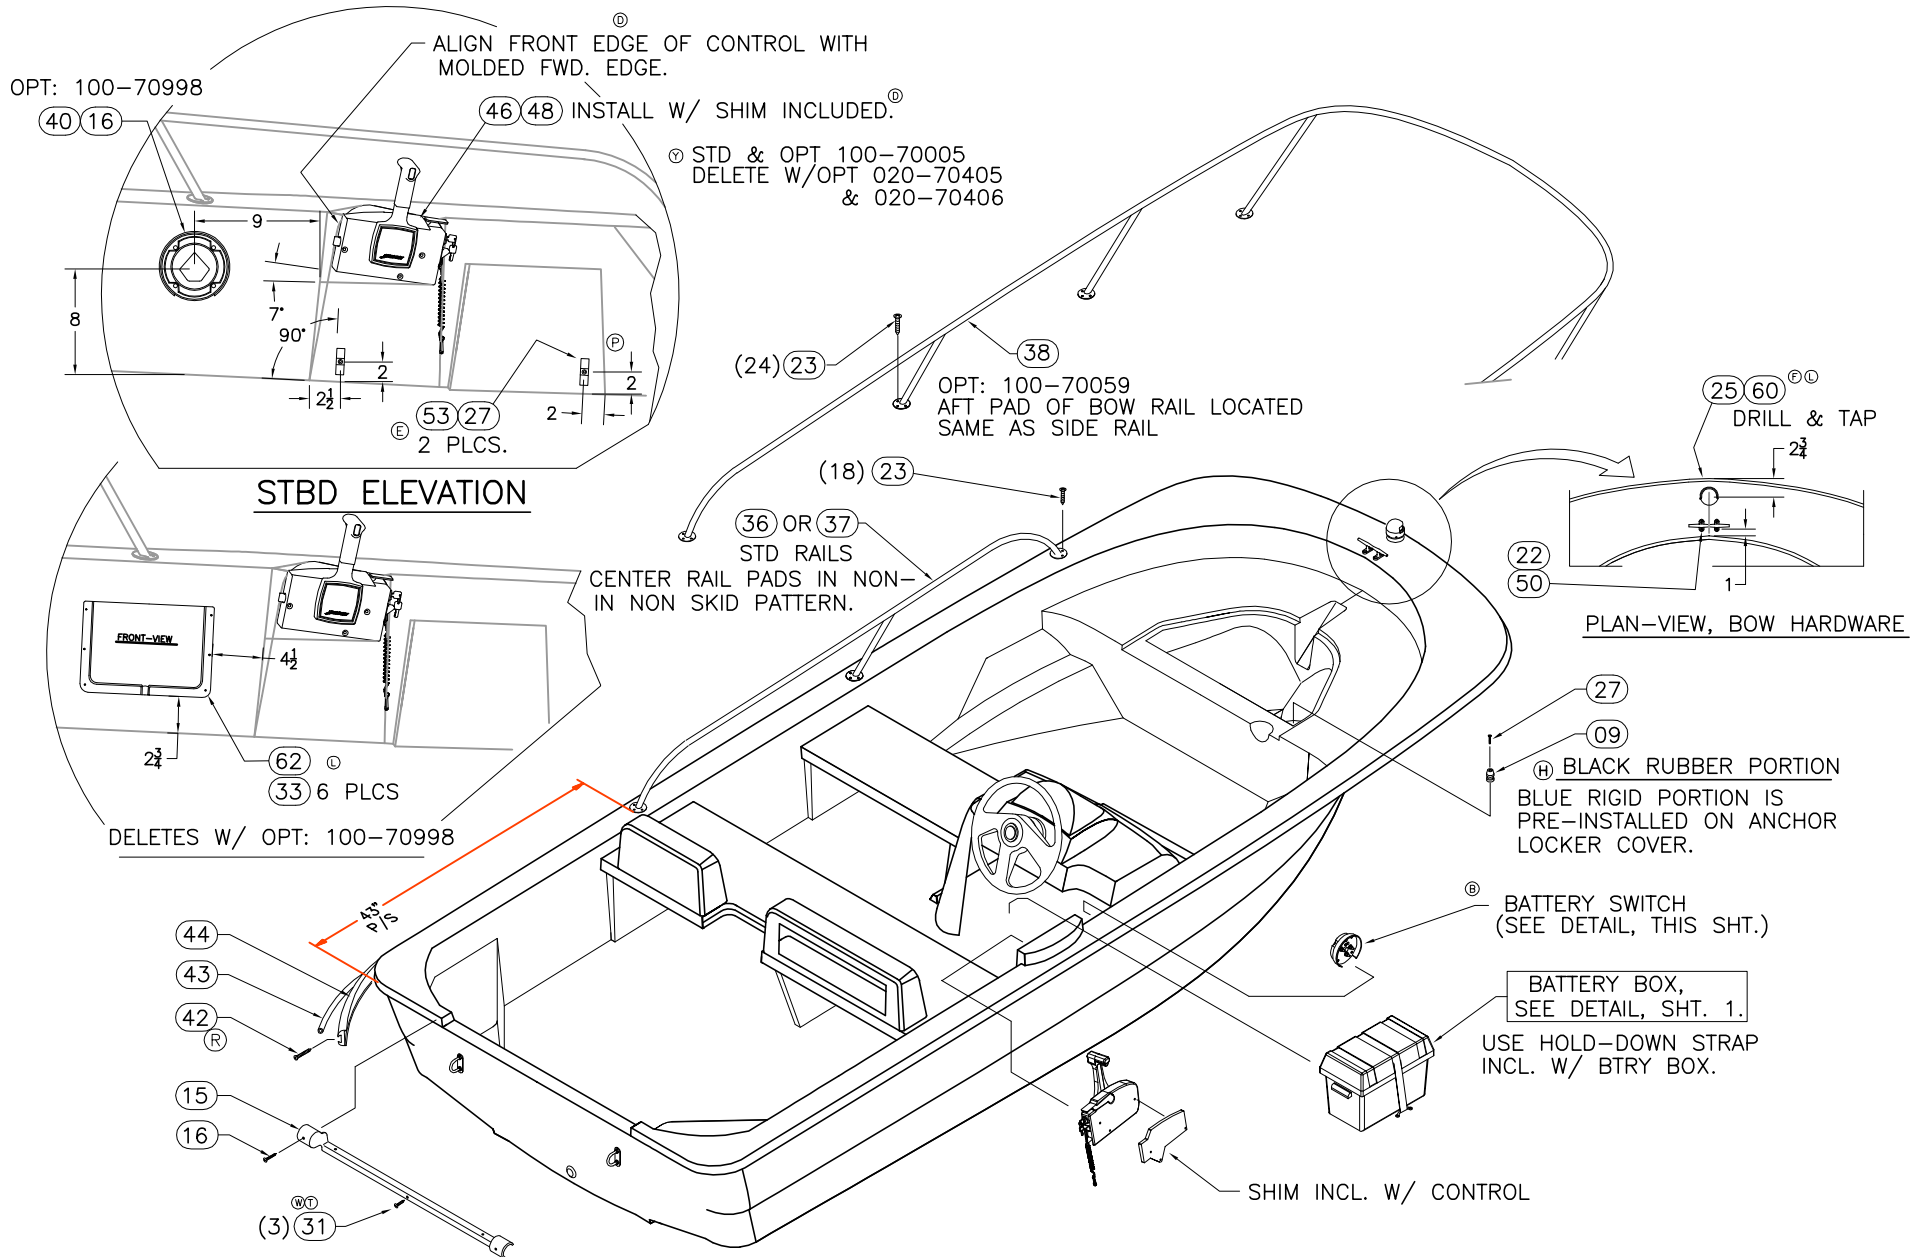 OPT: 100-70998
40 16
D
ALIGN FRONT EDGE OF CONTROL WITH
MOLDED FWD. EDGE.
46 48 INSTALL W/ SHIM INCLUDED. D
Y STD & OPT 100-70005
DELETE W/OPT 020-70405
& 020-70406
9
8
7°
90°
2
2 1/2
P
2
2
53 27
E 2 PLCS.
STBD ELEVATION
FRONT-VIEW
4 1/2
2 3/4
62 L
33 6 PLCS
DELETES W/ OPT: 100-70998
(24) 23
38
OPT: 100-70059
AFT PAD OF BOW RAIL LOCATED
SAME AS SIDE RAIL
(18) 23
36 OR 37
STD RAILS
CENTER RAIL PADS IN NON-
IN NON SKID PATTERN.
25 60 F L
DRILL & TAP
2 3/4
22
50
1
PLAN-VIEW, BOW HARDWARE
27
09
H BLACK RUBBER PORTION
BLUE RIGID PORTION IS
PRE-INSTALLED ON ANCHOR
LOCKER COVER.
B
BATTERY SWITCH
(SEE DETAIL, THIS SHT.)
BATTERY BOX,
SEE DETAIL, SHT. 1.
USE HOLD-DOWN STRAP
INCL. W/ BTRY BOX.
43"
P/S
44
43
42
R
15
16
W T
(3) 31
SHIM INCL. W/ CONTROL